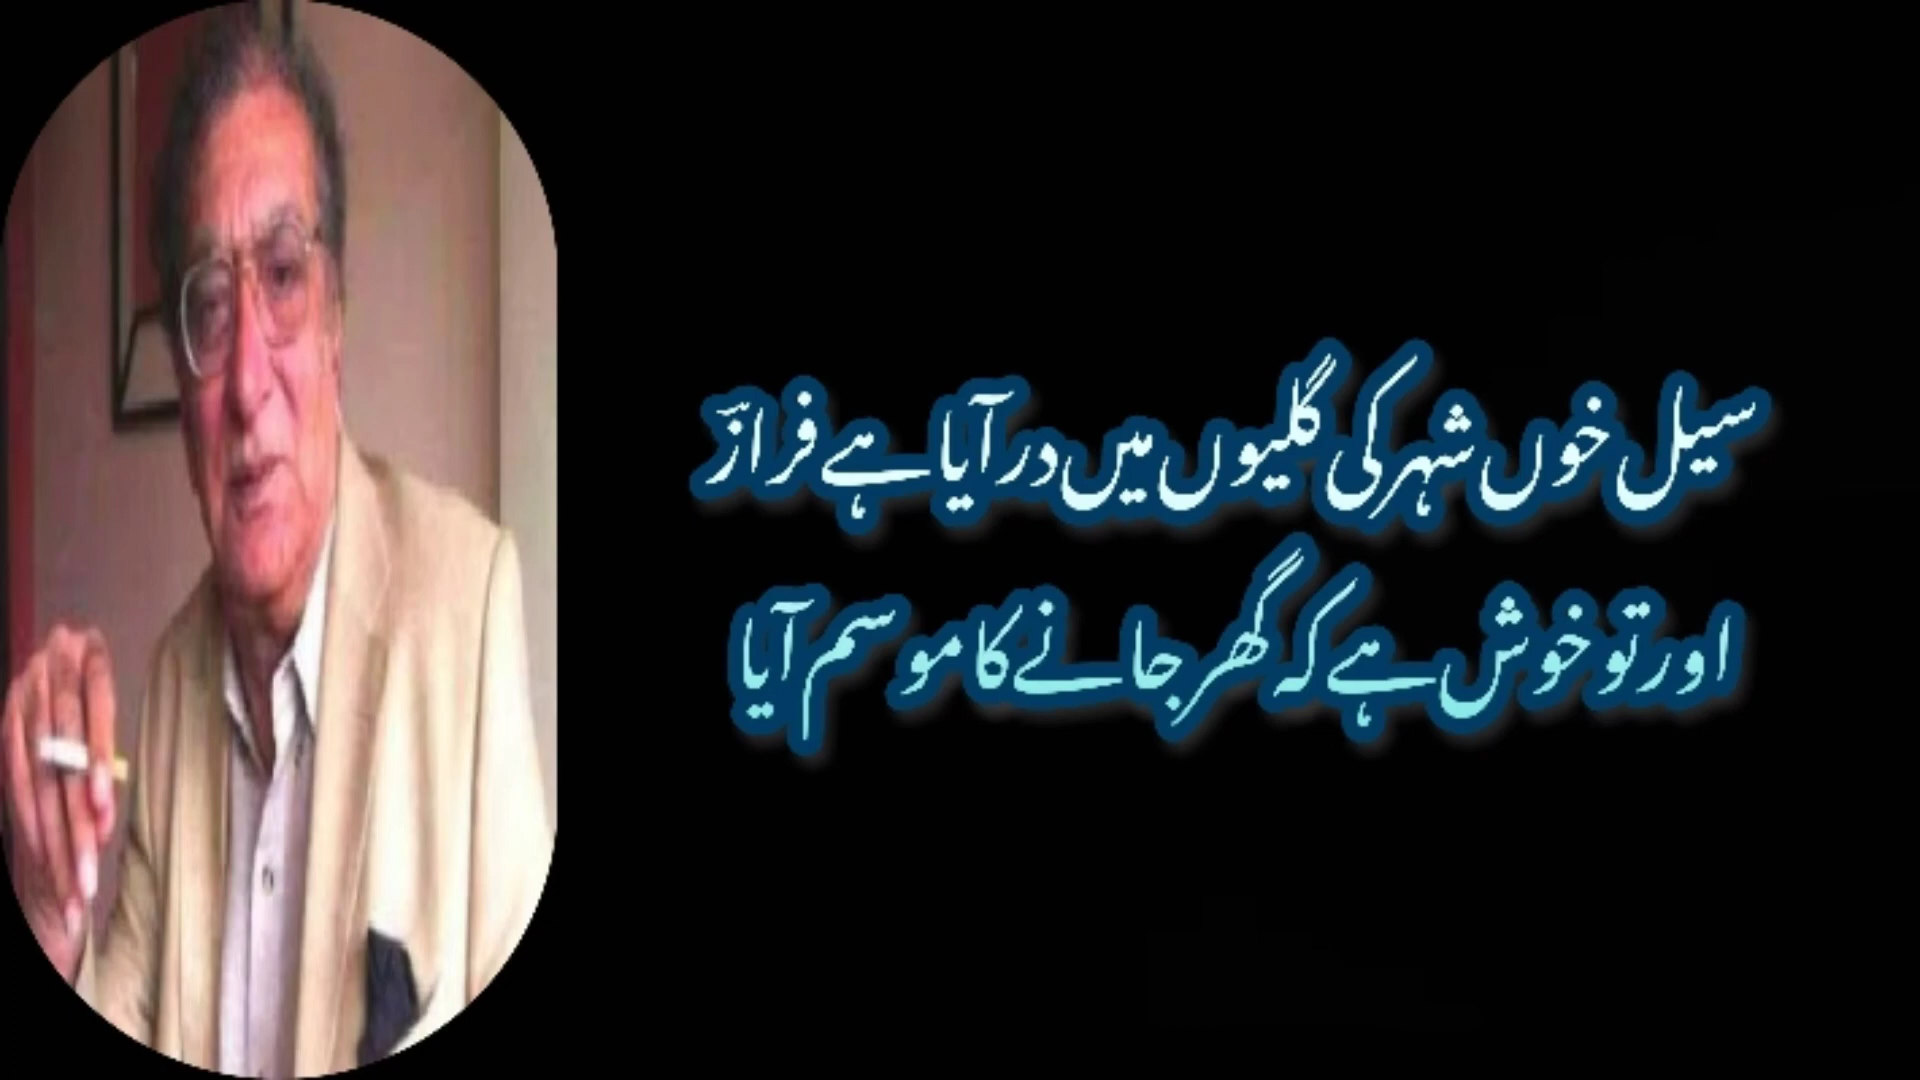 سیل خوں شہر کی گلیوں میں در آیا ہے فرازؔ
اور تو خوش ہے کہ گھر جانے کا موسم آیا